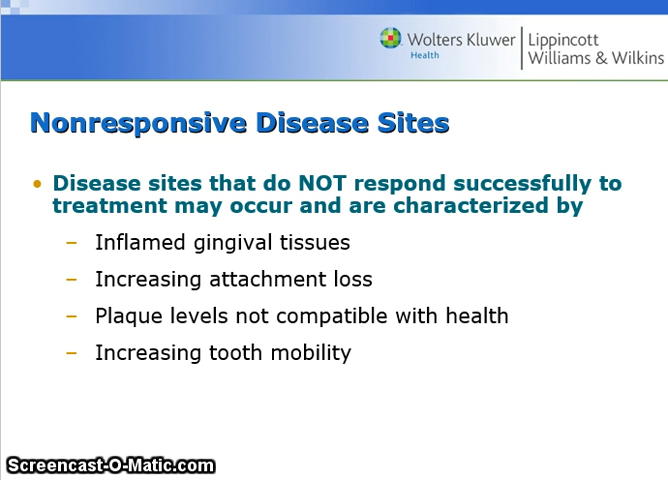 Wolters Kluwer
Health
Lippincott
Williams & Wilkins
Nonresponsive Disease Sites
• Disease sites that do NOT respond successfully to
treatment may occur and are characterized by
– Inflamed gingival tissues
– Increasing attachment loss
– Plaque levels not compatible with health
– Increasing tooth mobility
Screencast-O-Matic.com